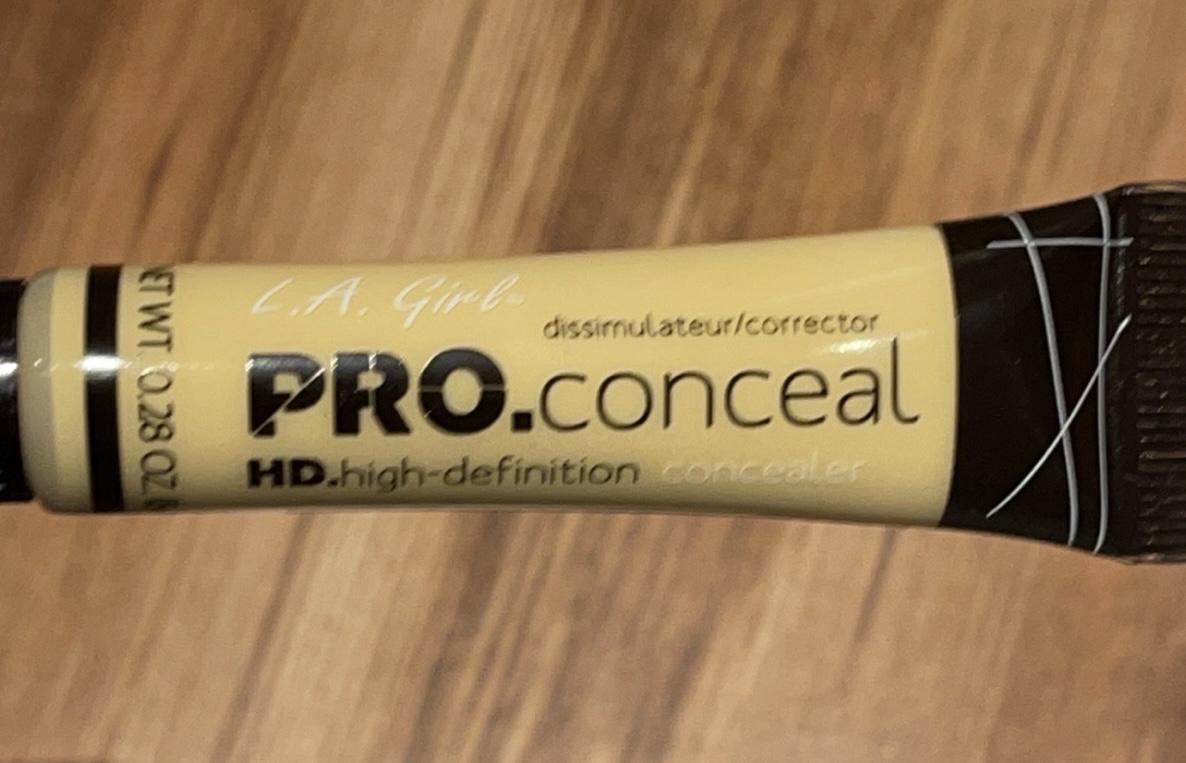 L.A. Girl
dissimulateur/corrector
PRO.conceal
HD.high-definition concealer
NET WT. 0.28 OZ.